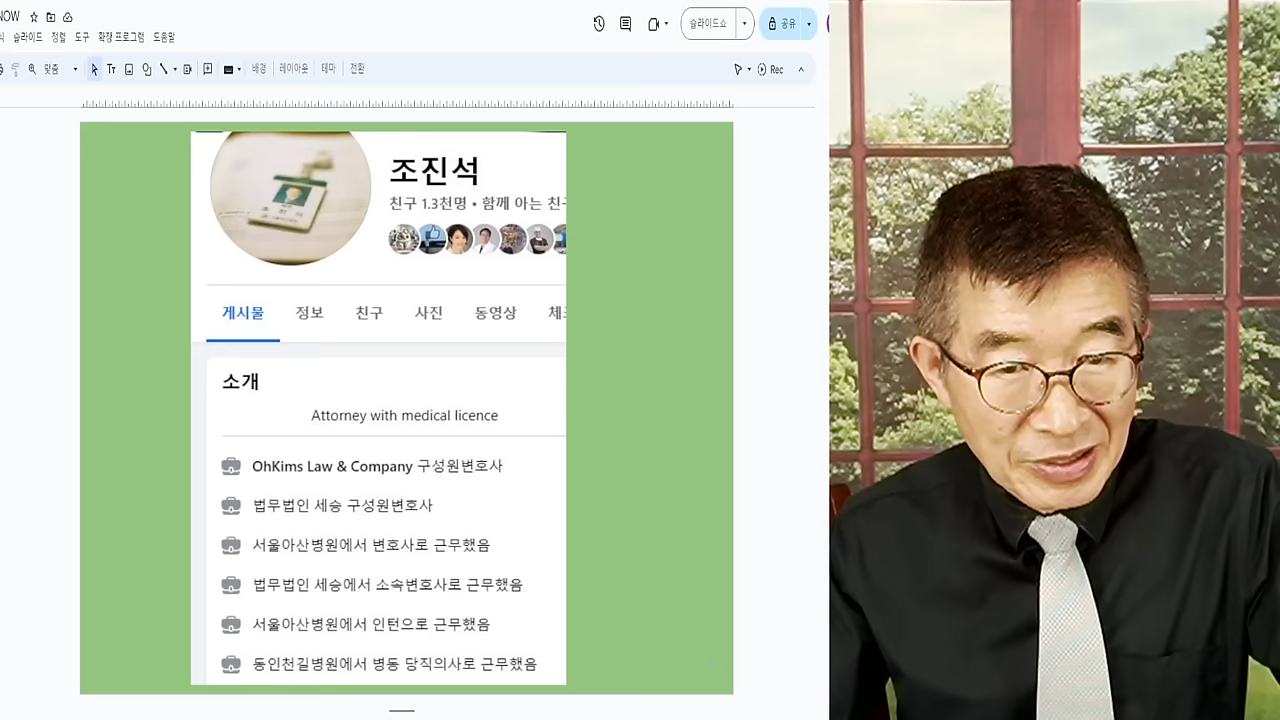 NOW
슬라이드 정렬 도구 확장 프로그램 도움말
슬라이드쇼
공유
맞춤
배경
레이아웃
테마
전환
Rec
조진석
친구 1.3천명 • 함께 아는 친구
게시물 정보 친구 사진 동영상
소개
Attorney with medical licence
OhKims Law & Company 구성원변호사
법무법인 세승 구성원변호사
서울아산병원에서 변호사로 근무했음
법무법인 세승에서 소속변호사로 근무했음
서울아산병원에서 인턴으로 근무했음
동인천길병원에서 병동 당직의사로 근무했음